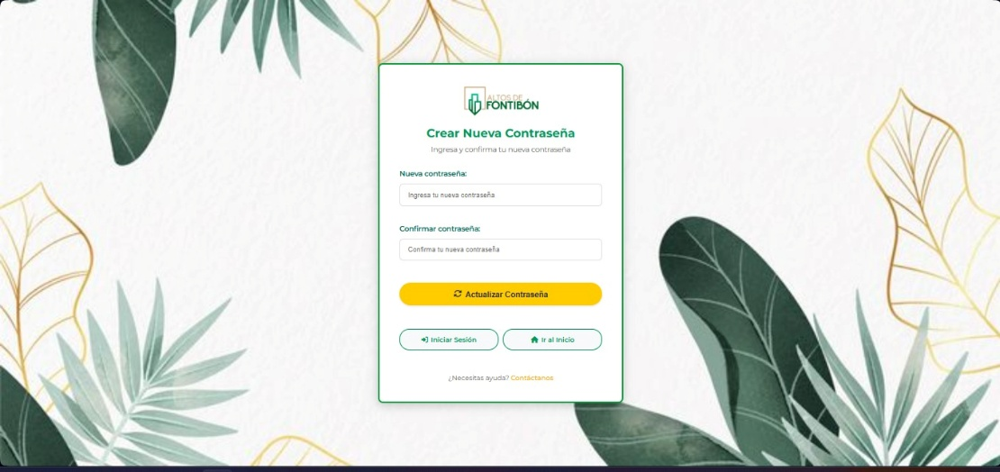 ALTOS DE
FONTIBÓN
Crear Nueva Contraseña
Ingresa y confirma tu nueva contraseña
Nueva contraseña:
Ingresa tu nueva contraseña
Confirmar contraseña:
Confirma tu nueva contraseña
Actualizar Contraseña
Iniciar Sesión Ir al Inicio
¿Necesitas ayuda? Contáctanos